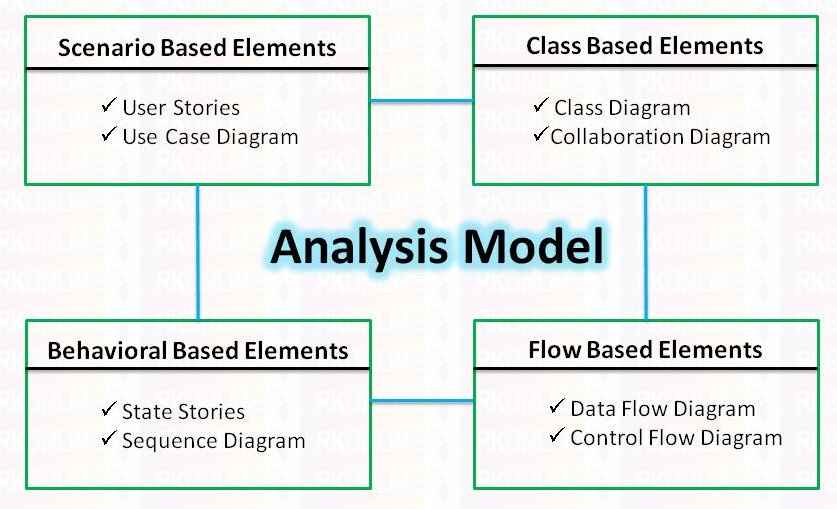 Scenario Based Elements
✓ User Stories
✓ Use Case Diagram
Class Based Elements
✓ Class Diagram
✓ Collaboration Diagram
Analysis Model
Behavioral Based Elements
✓ State Stories
✓ Sequence Diagram
Flow Based Elements
✓ Data Flow Diagram
✓ Control Flow Diagram